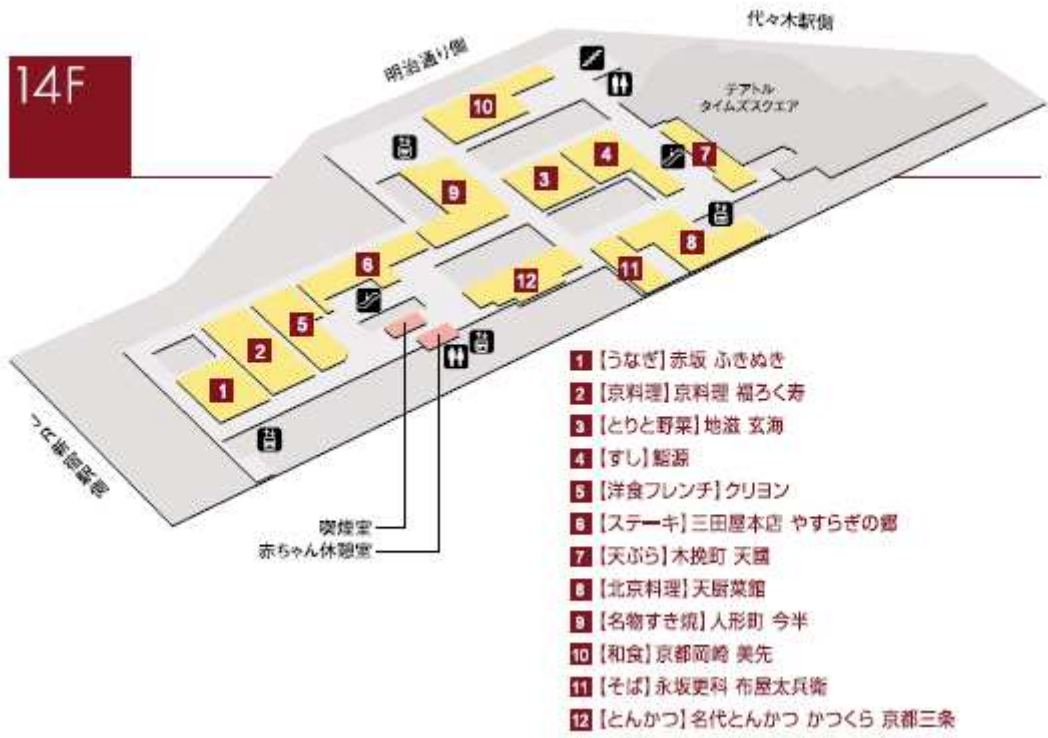 14F
代々木駅側
明治通り側
テアトル
タイムズスクエア
10
4
7
3
9
8
6
11
12
5
2
1
喫煙室
赤ちゃん休憩室
1【うなぎ】赤坂 ふきぬき
2【京料理】京料理 福ろく寿
3【とりと野菜】地滋 玄海
4【すし】鮨源
5【洋食フレンチ】クリヨン
6【ステーキ】三田屋本店 やすらぎの郷
7【天ぷら】木挽町 天國
8【北京料理】天厨菜館
9【名物すき焼】人形町 今半
10【和食】京都岡崎 美先
11【そば】永坂更科 布屋太兵衛
12【とんかつ】名代とんかつ かつくら 京都三条